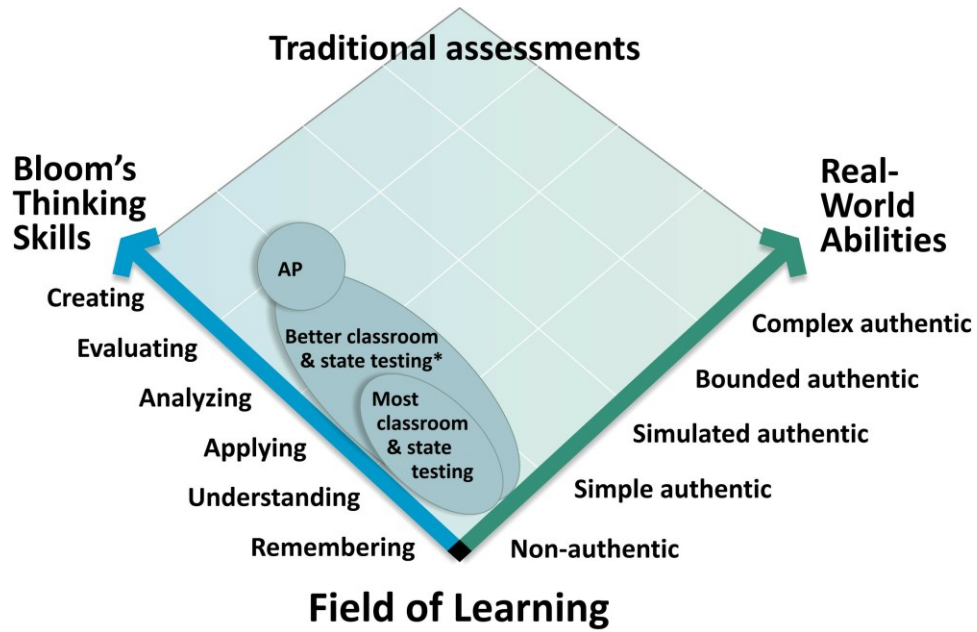 Traditional assessments
Bloom's
Thinking
Skills
Real-
World
Abilities
AP
Creating
Evaluating
Analyzing
Applying
Understanding
Remembering
Better classroom
& state testing*
Most
classroom
& state
testing
Complex authentic
Bounded authentic
Simulated authentic
Simple authentic
Non-authentic
Field of Learning